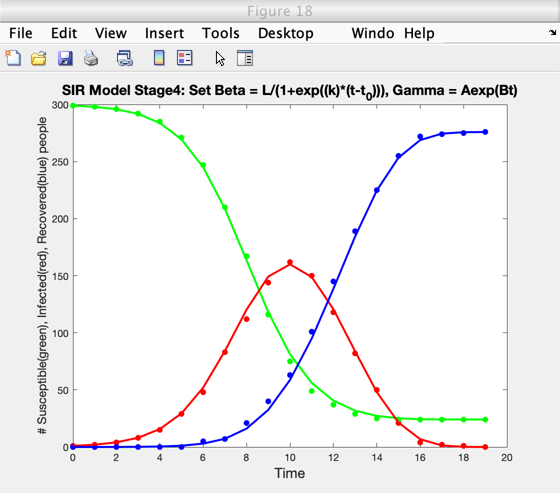 Figure 18
File Edit View Insert Tools Desktop Windo Help
SIR Model Stage4: Set Beta = L/(1+exp((k)*(t-t0))), Gamma = Aexp(Bt)
# Susceptible(green), Infected(red), Recovered(blue) people
300
250
200
150
100
50
0
0 2 4 6 8 10 12 14 16 18 20
Time